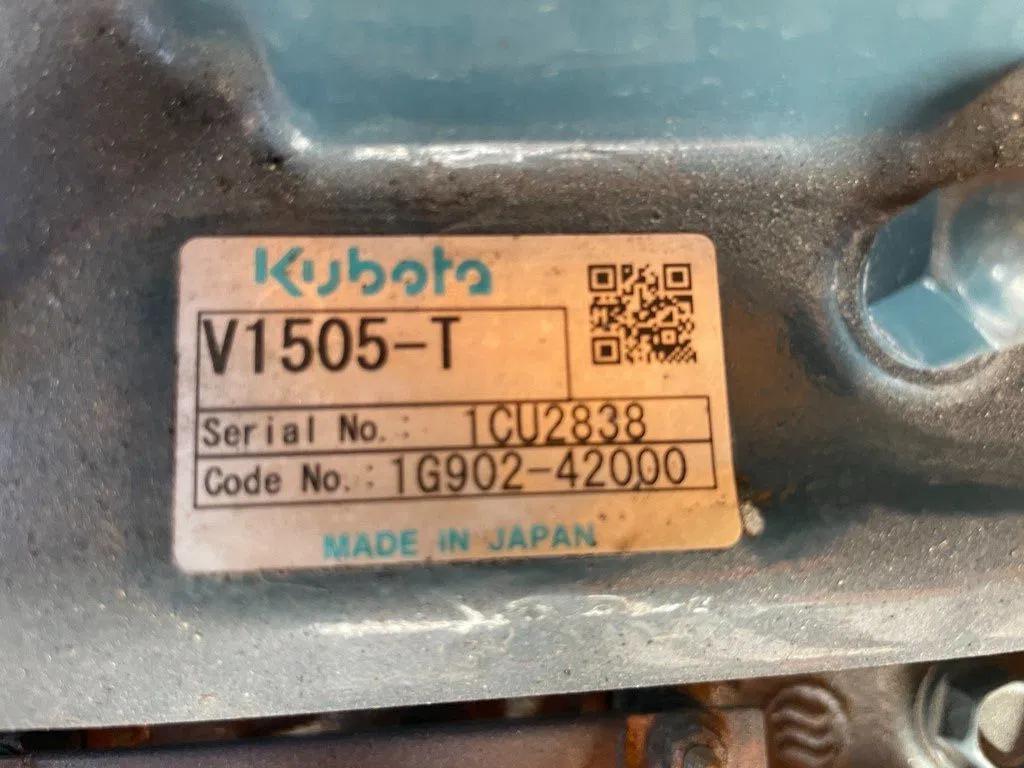 Kubota
V1505-T
Serial No.: 1CU2838
Code No.: 1G902-42000
MADE IN JAPAN